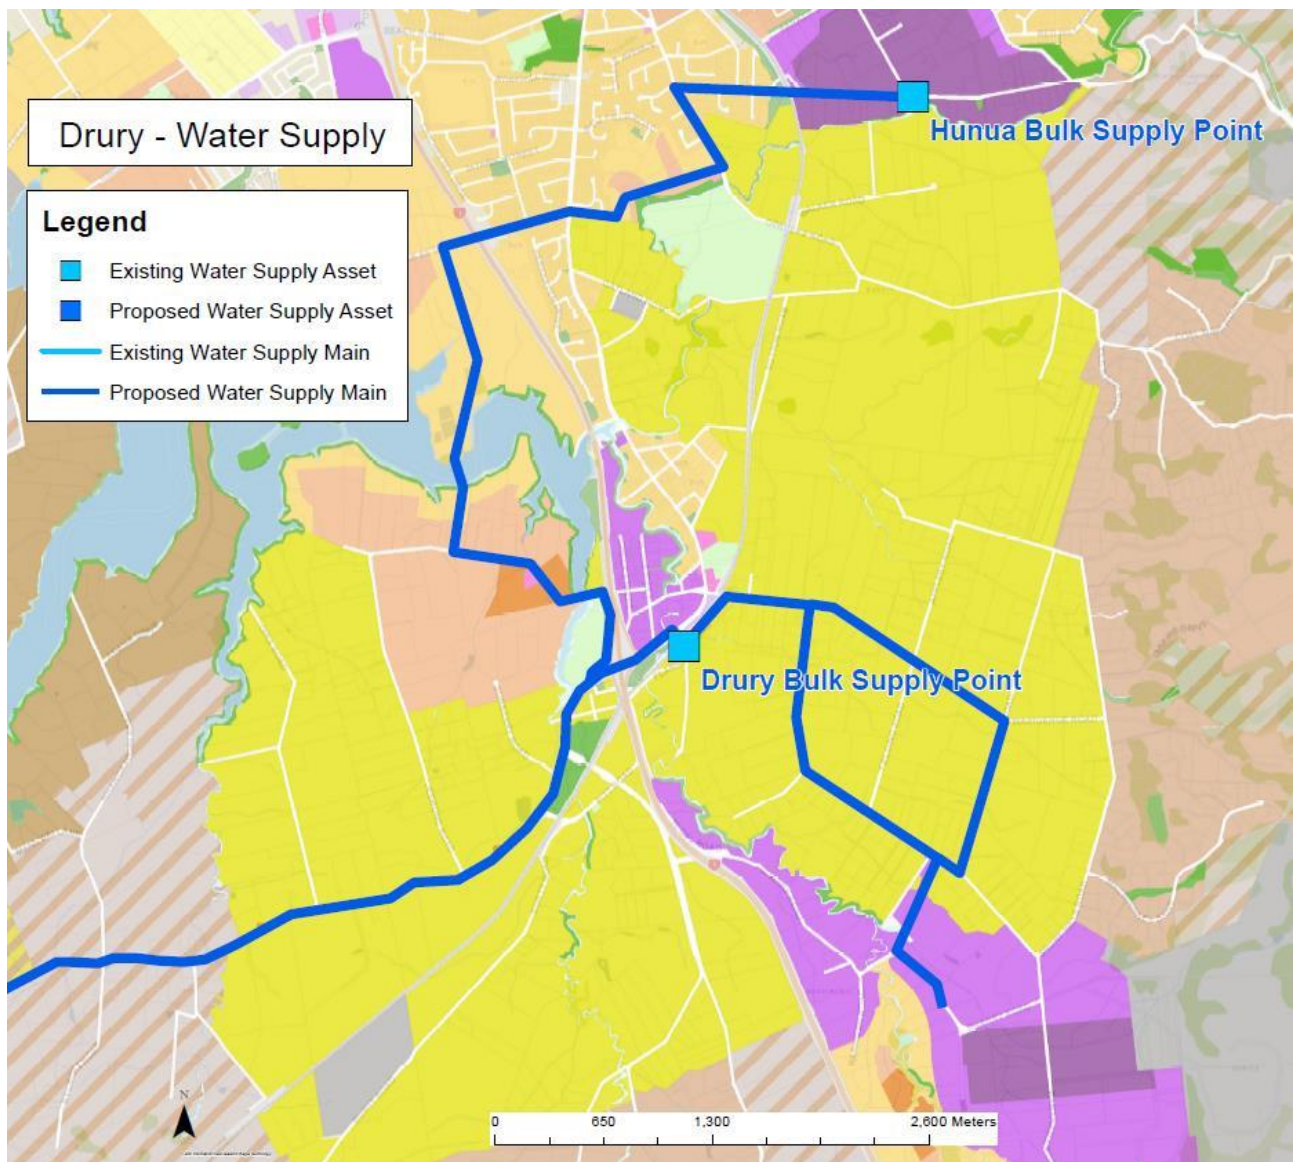 Drury - Water Supply
Legend
Existing Water Supply Asset
Proposed Water Supply Asset
Existing Water Supply Main
Proposed Water Supply Main
Hunua Bulk Supply Point
Drury Bulk Supply Point
N
0 650 1,300 2,600 Meters